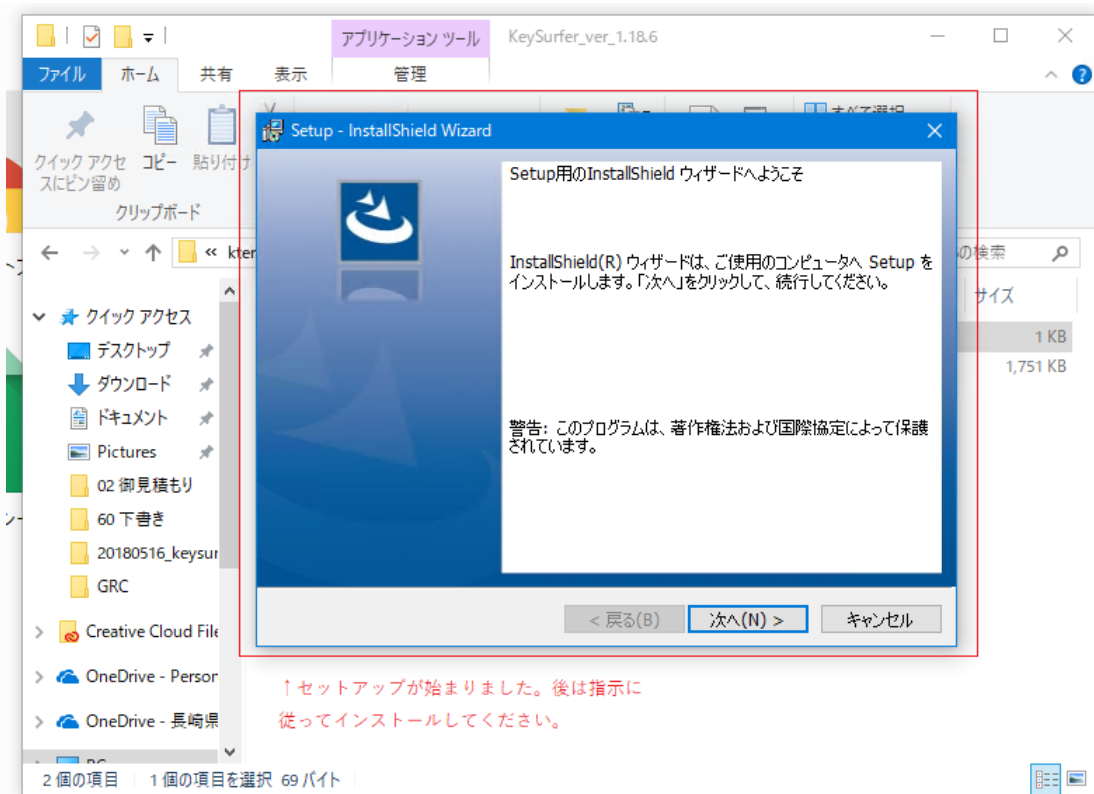 アプリケーション ツール
KeySurfer_ver_1.18.6
ファイル
ホーム
共有
表示
管理
すべて選択
クイック アクセ
スにピン留め
コピー
貼り付け
クリップボード
Setup - InstallShield Wizard
Setup用のInstallShield ウィザードへようこそ
InstallShield(R) ウィザードは、ご使用のコンピュータへ Setup を
インストールします。「次へ」をクリックして、続行してください。
警告: このプログラムは、著作権法および国際協定によって保護
されています。
< 戻る(B)
次へ(N) >
キャンセル
« kter
の検索
サイズ
1 KB
1,751 KB
クイック アクセス
デスクトップ
ダウンロード
ドキュメント
Pictures
02 御見積もり
60 下書き
20180516_keysur
GRC
Creative Cloud File
OneDrive - Person
OneDrive - 長崎県
PC
↑セットアップが始まりました。後は指示に
従ってインストールしてください。
2 個の項目
1 個の項目を選択 69 バイト